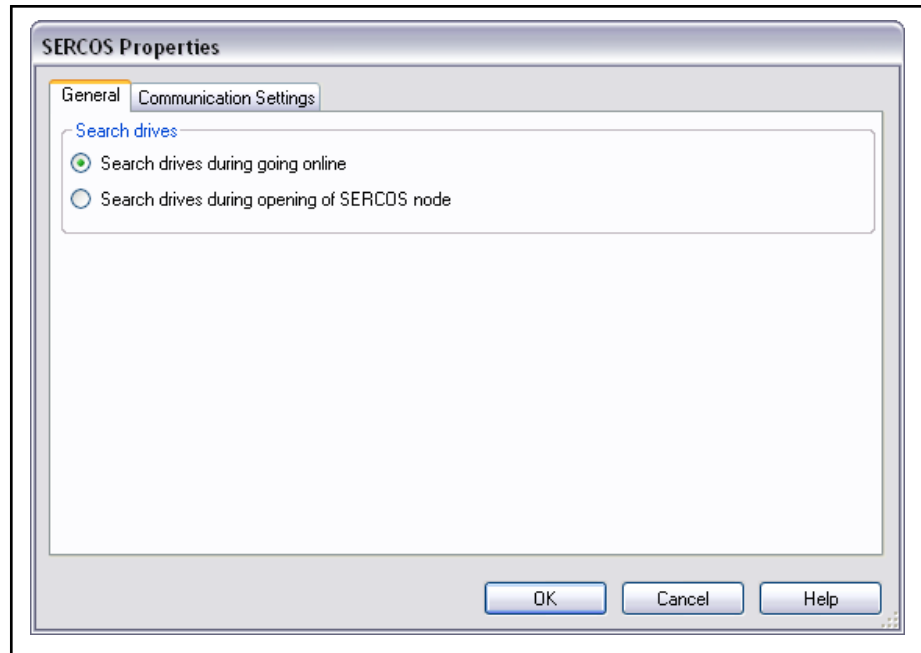 SERCOS Properties
General
Communication Settings
Search drives
Search drives during going online
Search drives during opening of SERCOS node
OK
Cancel
Help